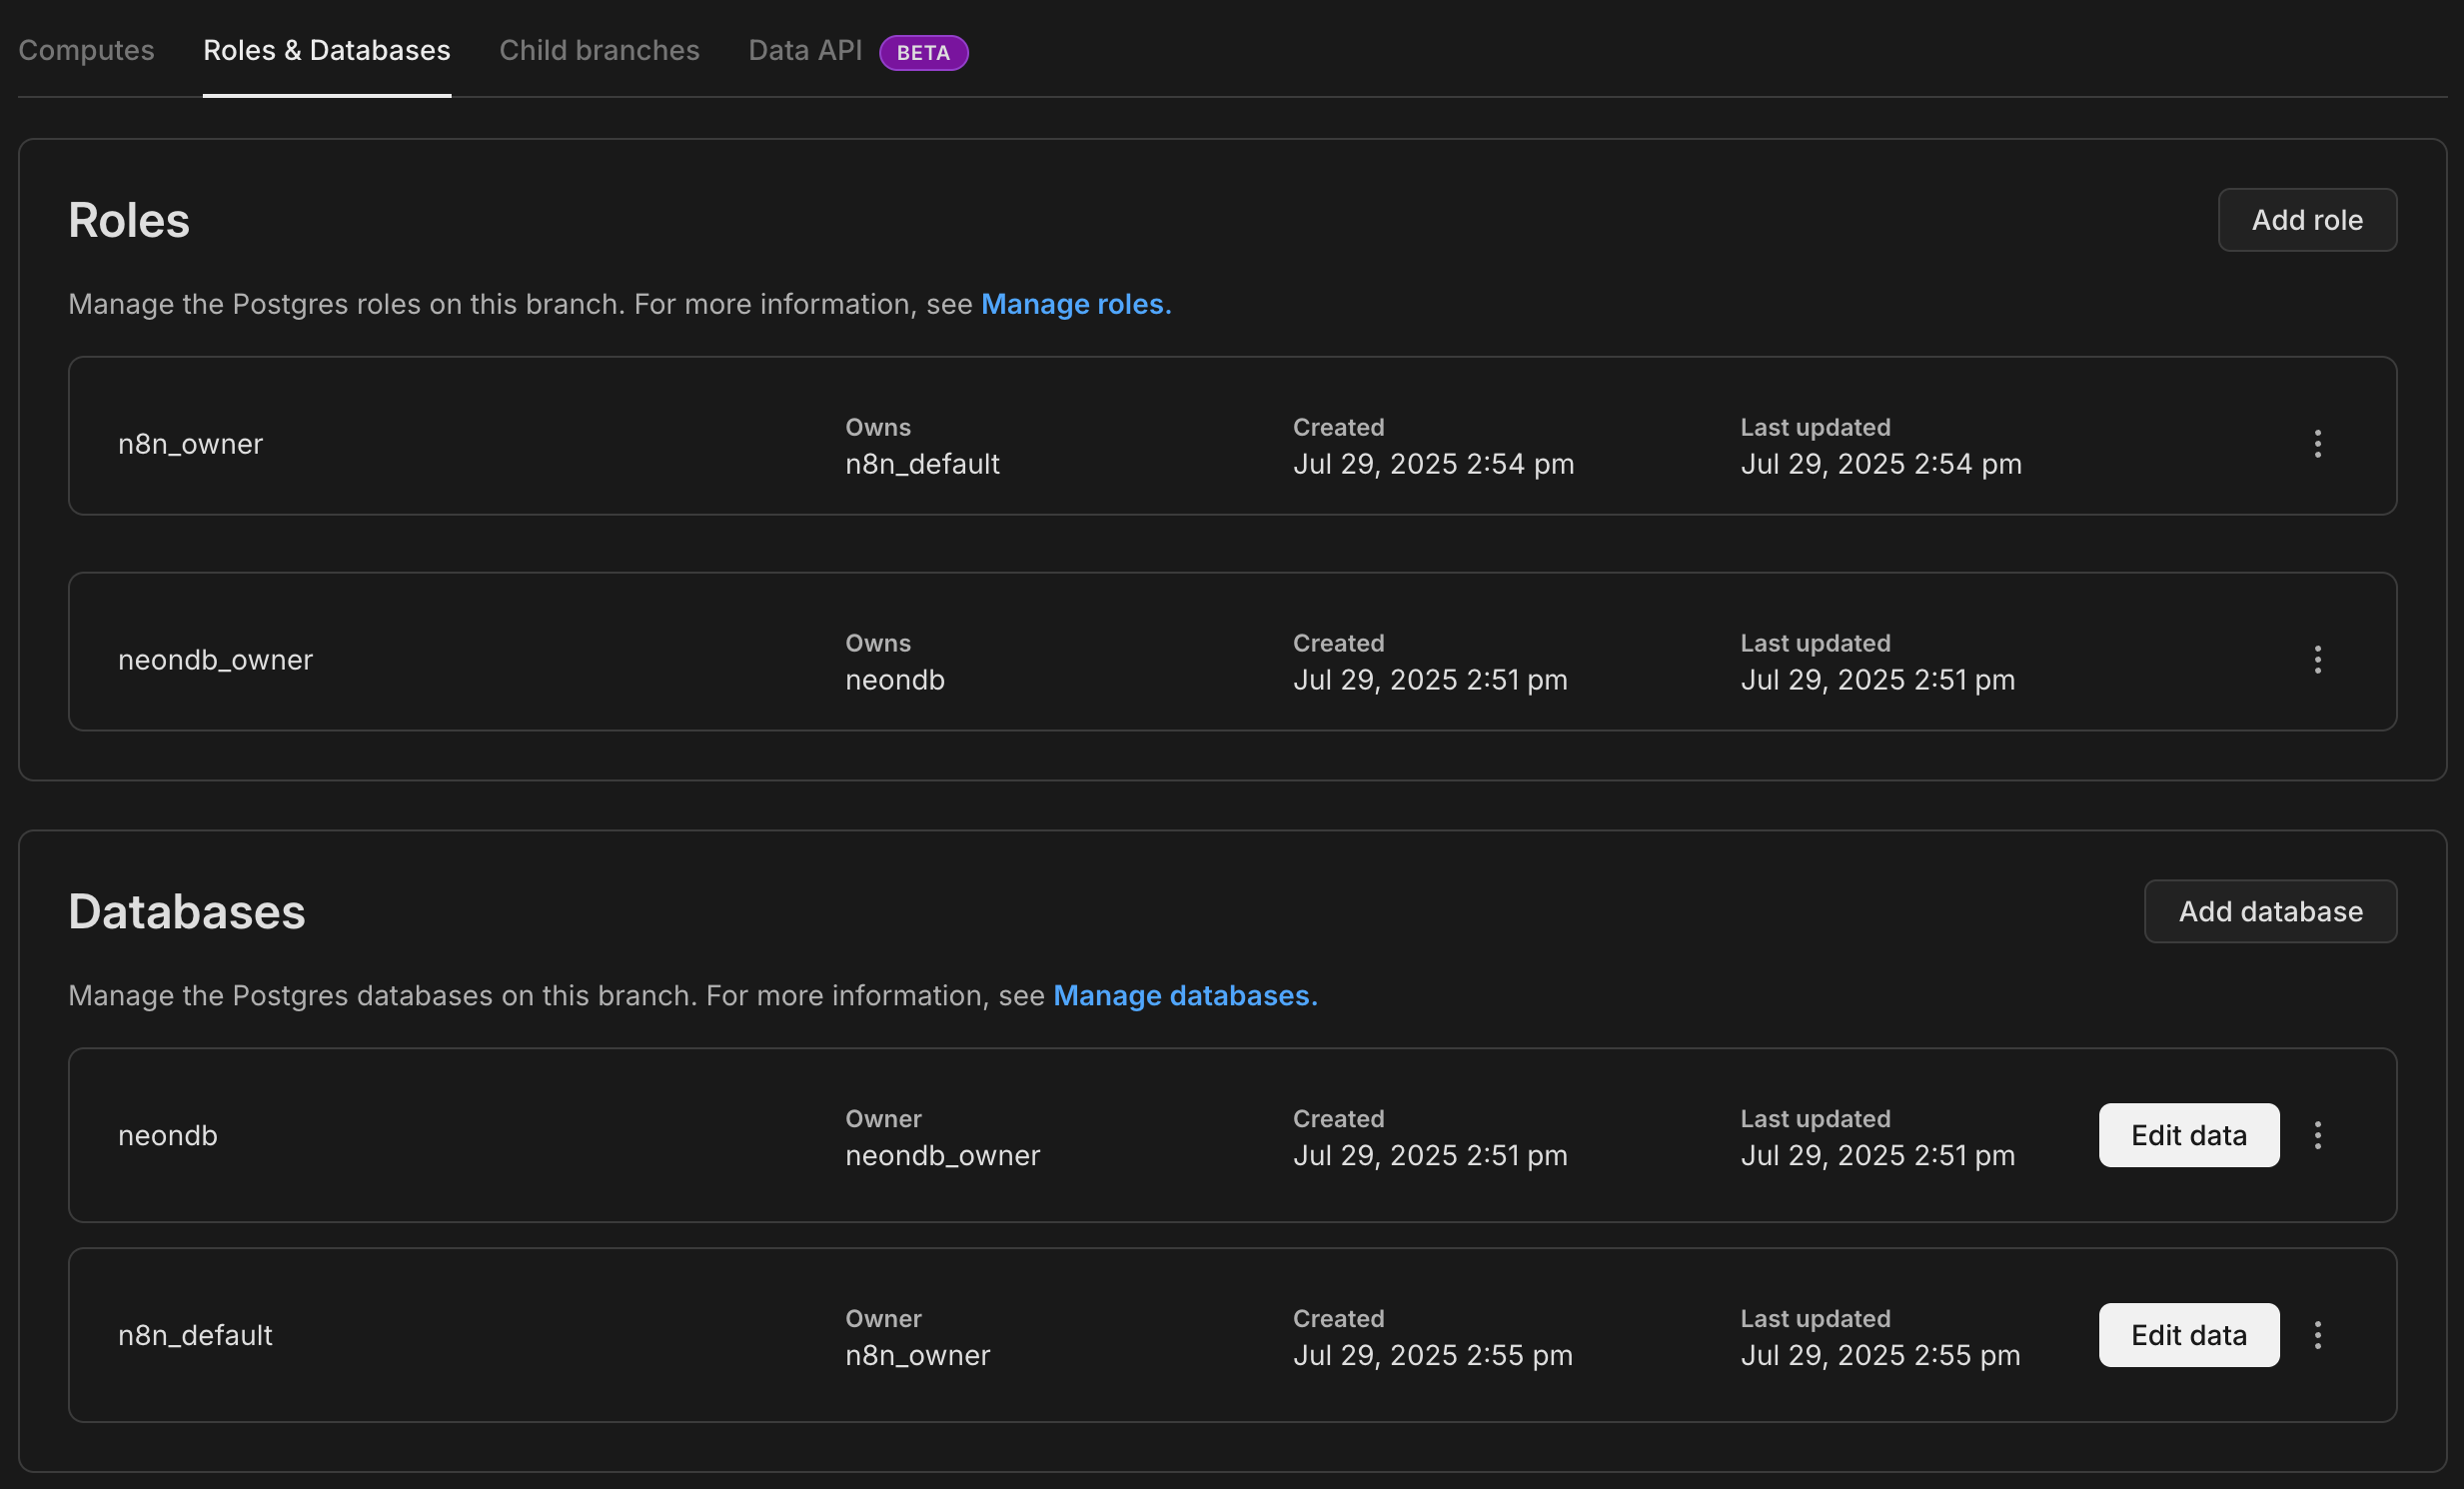 Computes Roles & Databases Child branches Data API BETA
Roles
Add role
Manage the Postgres roles on this branch. For more information, see Manage roles.
n8n_owner
Owns
n8n_default
Created
Jul 29, 2025 2:54 pm
Last updated
Jul 29, 2025 2:54 pm
neondb_owner
Owns
neondb
Created
Jul 29, 2025 2:51 pm
Last updated
Jul 29, 2025 2:51 pm
Databases
Add database
Manage the Postgres databases on this branch. For more information, see Manage databases.
neondb
Owner
neondb_owner
Created
Jul 29, 2025 2:51 pm
Last updated
Jul 29, 2025 2:51 pm
Edit data
n8n_default
Owner
n8n_owner
Created
Jul 29, 2025 2:55 pm
Last updated
Jul 29, 2025 2:55 pm
Edit data